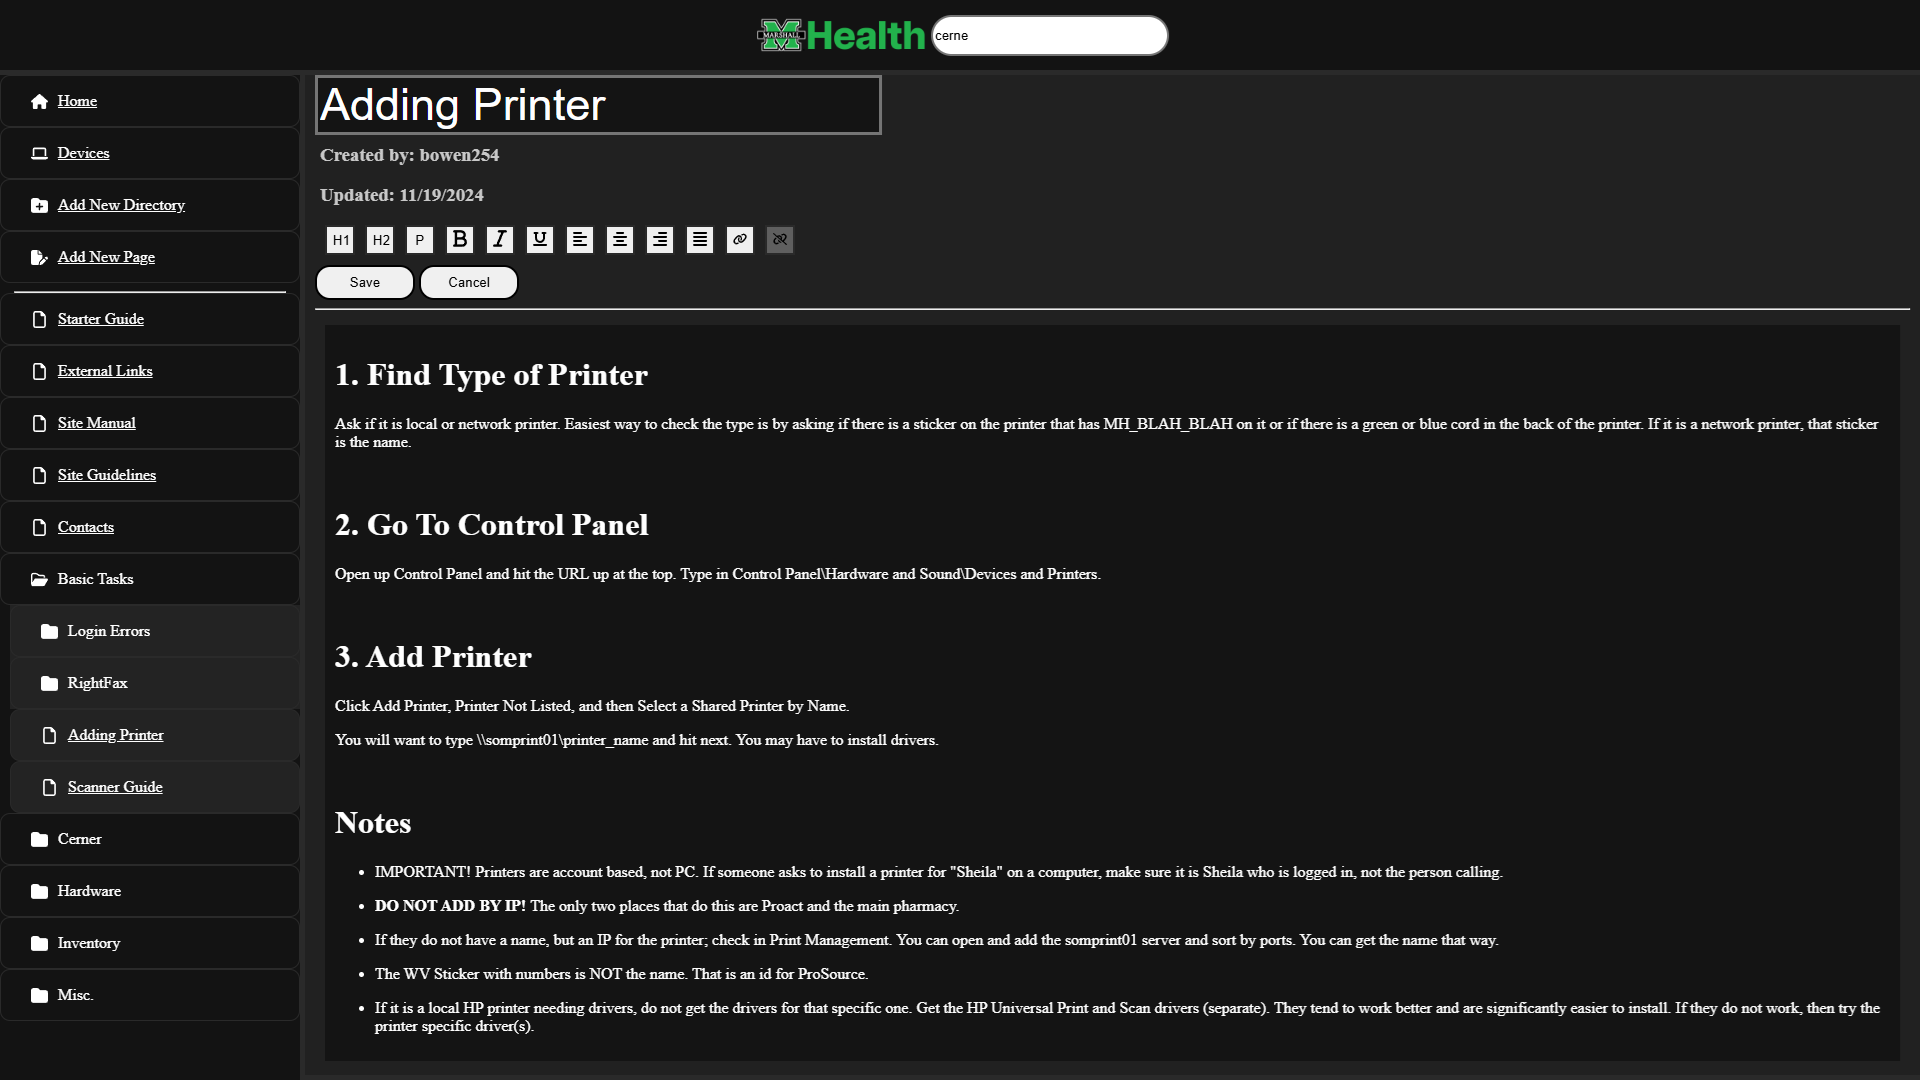 MARSHALL Health cerne
Home
Devices
Add New Directory
Add New Page
Starter Guide
External Links
Site Manual
Site Guidelines
Contacts
Basic Tasks
Login Errors
RightFax
Adding Printer
Scanner Guide
Cerner
Hardware
Inventory
Misc.
Adding Printer
Created by: bowen254
Updated: 11/19/2024
H1 H2 P B I U
Save Cancel
1. Find Type of Printer
Ask if it is local or network printer. Easiest way to check the type is by asking if there is a sticker on the printer that has MH_BLAH_BLAH on it or if there is a green or blue cord in the back of the printer. If it is a network printer, that sticker
is the name.
2. Go To Control Panel
Open up Control Panel and hit the URL up at the top. Type in Control Panel\Hardware and Sound\Devices and Printers.
3. Add Printer
Click Add Printer, Printer Not Listed, and then Select a Shared Printer by Name.
You will want to type \\somprint01\printer_name and hit next. You may have to install drivers.
Notes
• IMPORTANT! Printers are account based, not PC. If someone asks to install a printer for "Sheila" on a computer, make sure it is Sheila who is logged in, not the person calling.
• DO NOT ADD BY IP! The only two places that do this are Proact and the main pharmacy.
• If they do not have a name, but an IP for the printer; check in Print Management. You can open and add the somprint01 server and sort by ports. You can get the name that way.
• The WV Sticker with numbers is NOT the name. That is an id for ProSource.
• If it is a local HP printer needing drivers, do not get the drivers for that specific one. Get the HP Universal Print and Scan drivers (separate). They tend to work better and are significantly easier to install. If they do not work, then try the
printer specific driver(s).